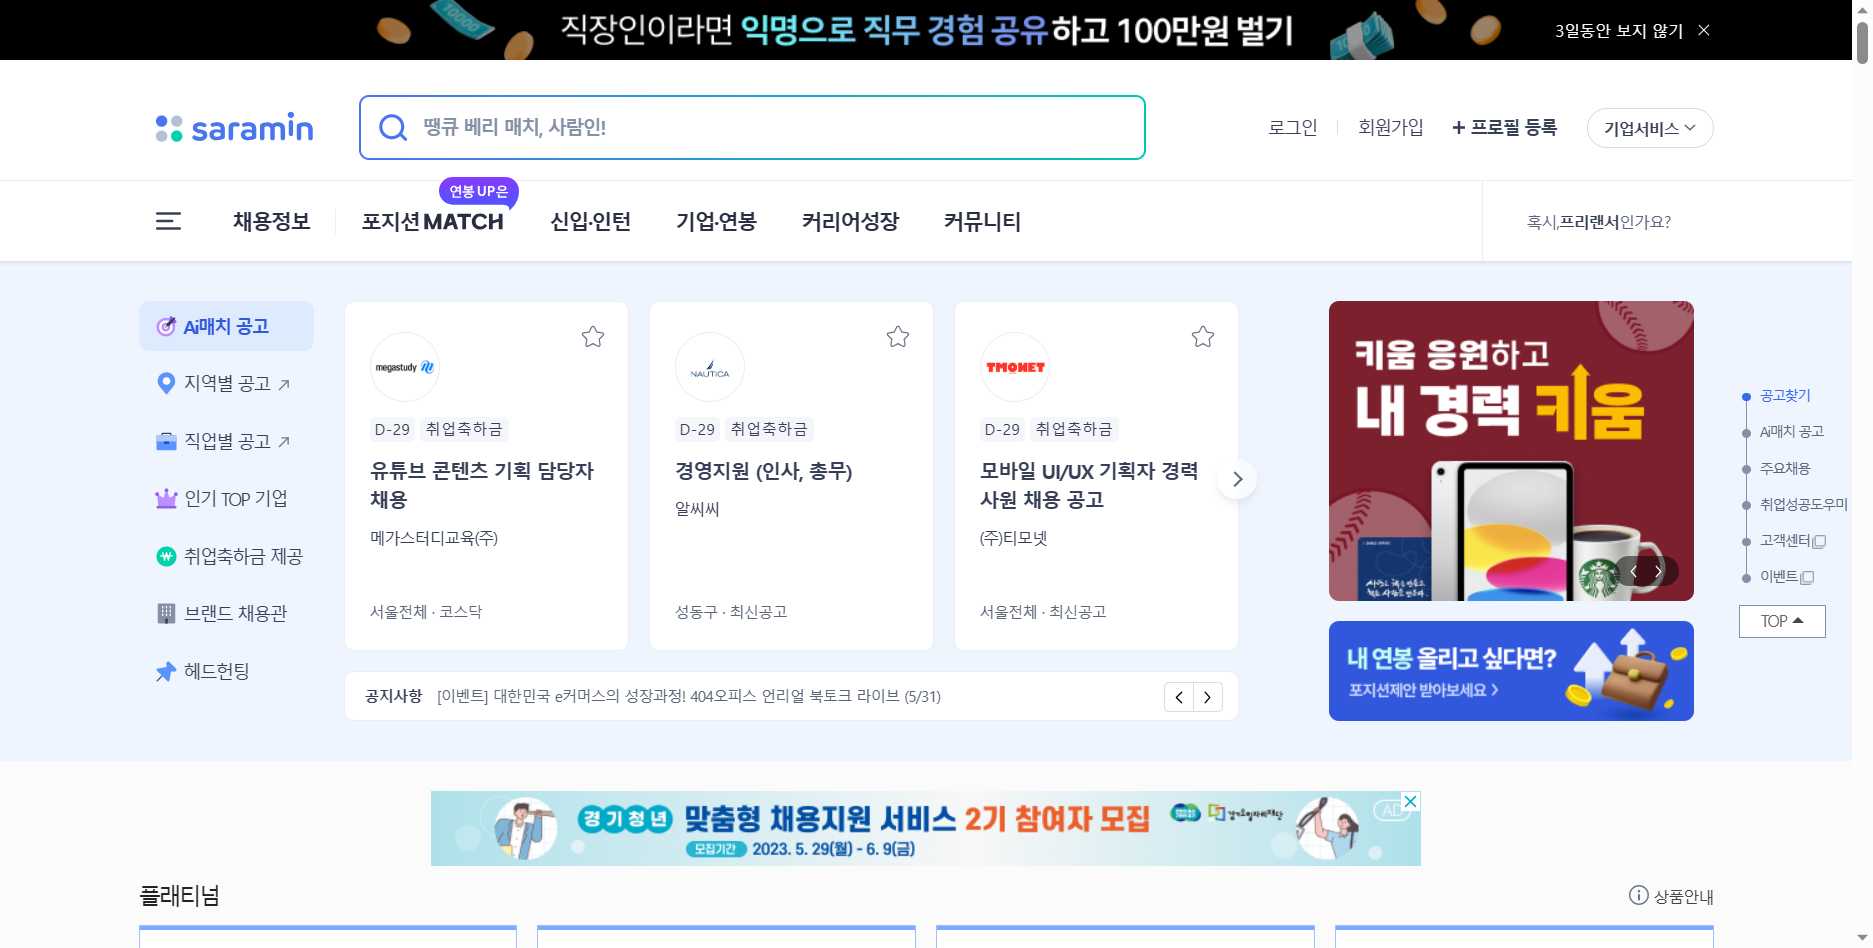 직장인이라면 익명으로 직무 경험 공유하고 100만원 벌기
3일동안 보지 않기
saramin
땡큐 베리 매치, 사람인!
로그인
회원가입
+ 프로필 등록
기업서비스
연봉 UP은
채용정보
포지션 MATCH
신입·인턴
기업·연봉
커리어성장
커뮤니티
혹시,프리랜서인가요?
Ai매치 공고
지역별 공고
직업별 공고
인기 TOP 기업
취업축하금 제공
브랜드 채용관
헤드헌팅
megastudy
D-29 취업축하금
유튜브 콘텐츠 기획 담당자
채용
메가스터디교육(주)
서울전체 · 코스닥
NAUTICA
D-29 취업축하금
경영지원 (인사, 총무)
알씨씨
성동구 · 최신공고
TMONET
D-29 취업축하금
모바일 UI/UX 기획자 경력
사원 채용 공고
(주)티모넷
서울전체 · 최신공고
공지사항 [이벤트] 대한민국 e커머스의 성장과정! 404오피스 언리얼 북토크 라이브 (5/31)
키움 응원하고
내 경력 키움
내 연봉 올리고 싶다면?
포지션제안 받아보세요
공고찾기
Ai매치 공고
주요채용
취업성공도우미
고객센터
이벤트
TOP
경기청년 맞춤형 채용지원 서비스 2기 참여자 모집
모집기간 2023. 5. 29(월) - 6. 9(금)
경기도일자리재단
AD
플래티넘
상품안내